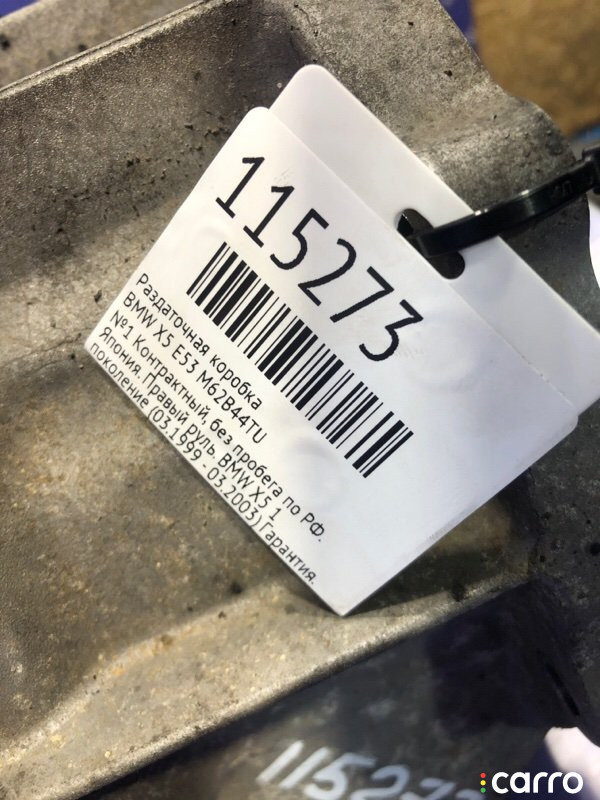 115273
Раздаточная коробка
BMW X5 E53 M62B44TU
№1 Контрактный, без пробега по РФ.
Япония. Правый руль. BMW X5 1
поколение (03.1999 - 03.2003) Гарантия.
carro